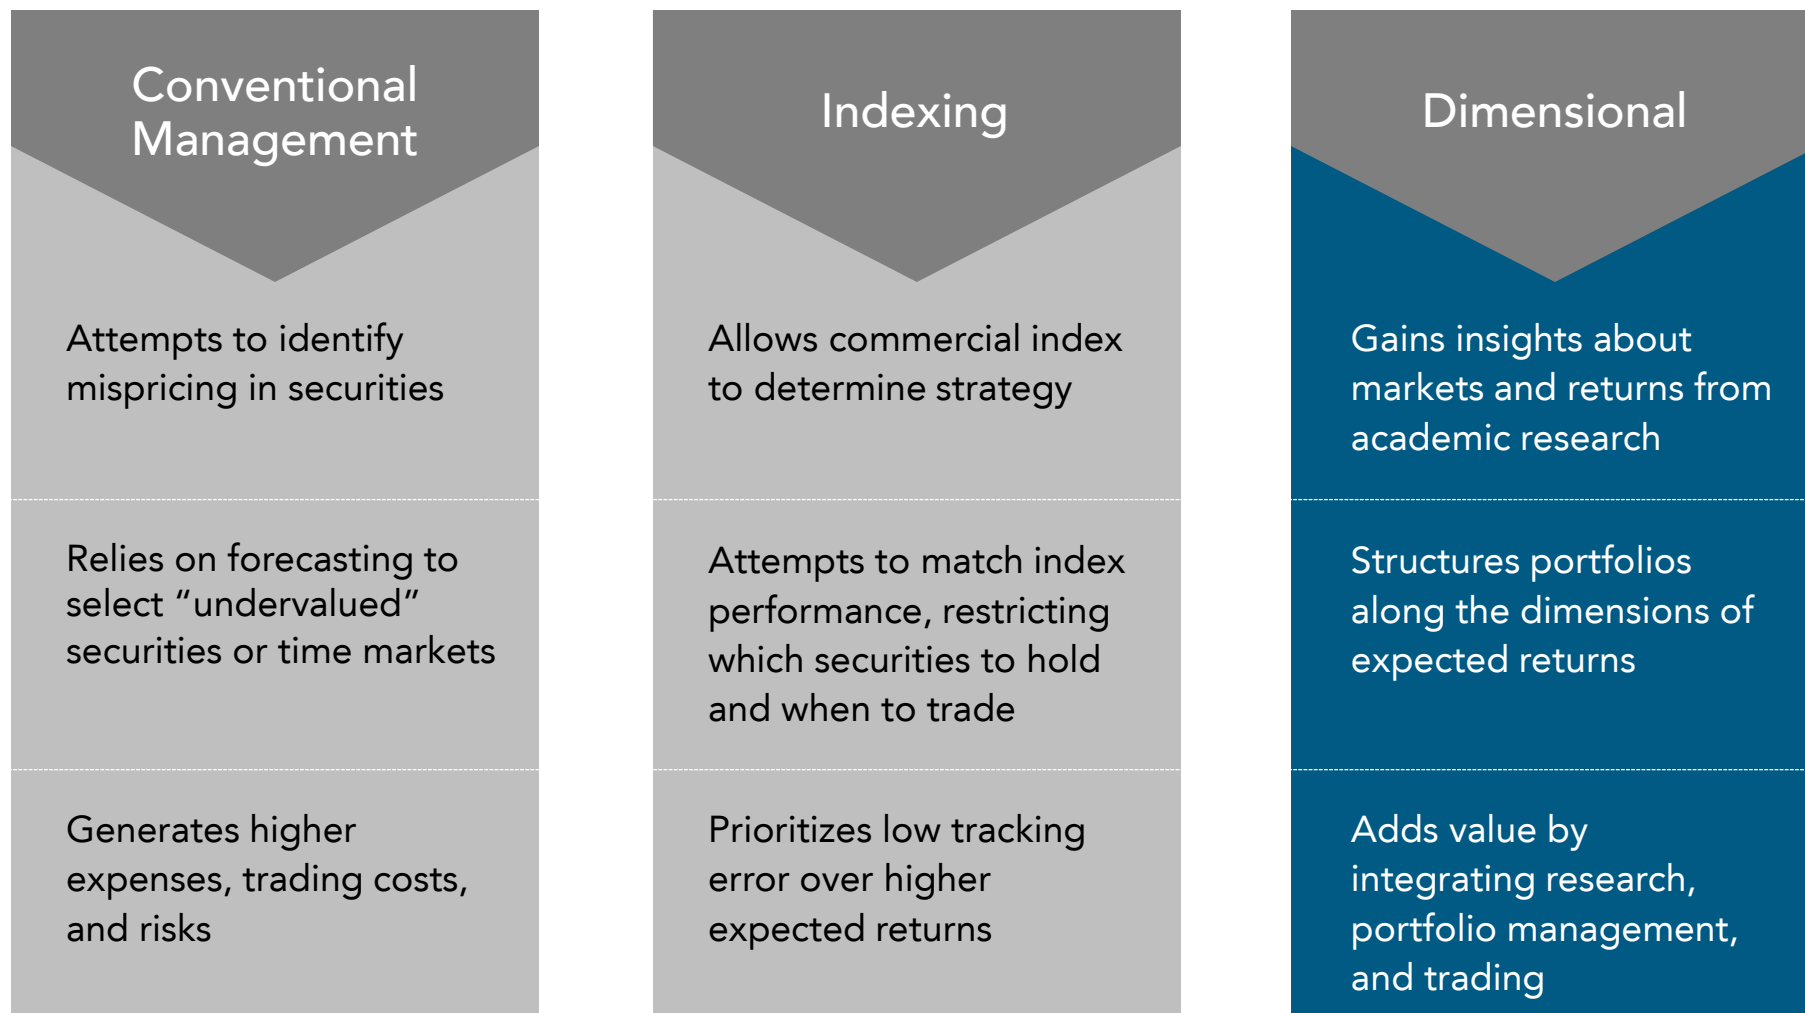 Conventional
Management
Attempts to identify
mispricing in securities
Relies on forecasting to
select “undervalued”
securities or time markets
Generates higher
expenses, trading costs,
and risks
Indexing
Allows commercial index
to determine strategy
Attempts to match index
performance, restricting
which securities to hold
and when to trade
Prioritizes low tracking
error over higher
expected returns
Dimensional
Gains insights about
markets and returns from
academic research
Structures portfolios
along the dimensions of
expected returns
Adds value by
integrating research,
portfolio management,
and trading